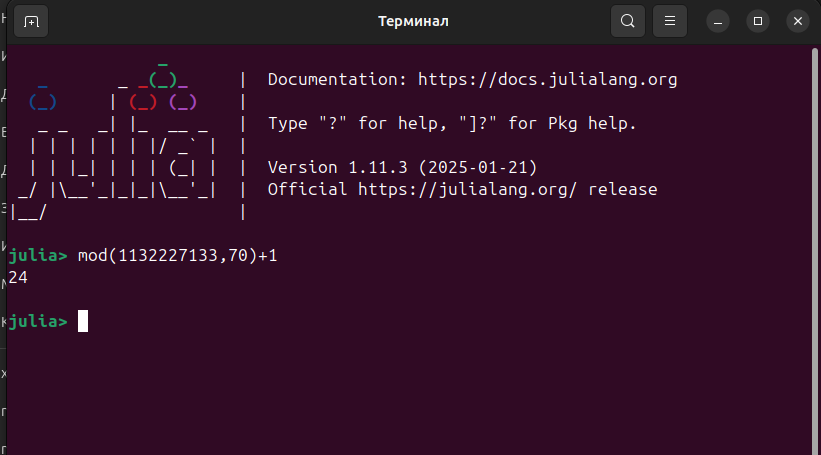 Терминал
Documentation: https://docs.julialang.org
Type "?" for help, "]?" for Pkg help.
Version 1.11.3 (2025-01-21)
Official https://julialang.org/ release
julia> mod(1132227133,70)+1
24
julia>